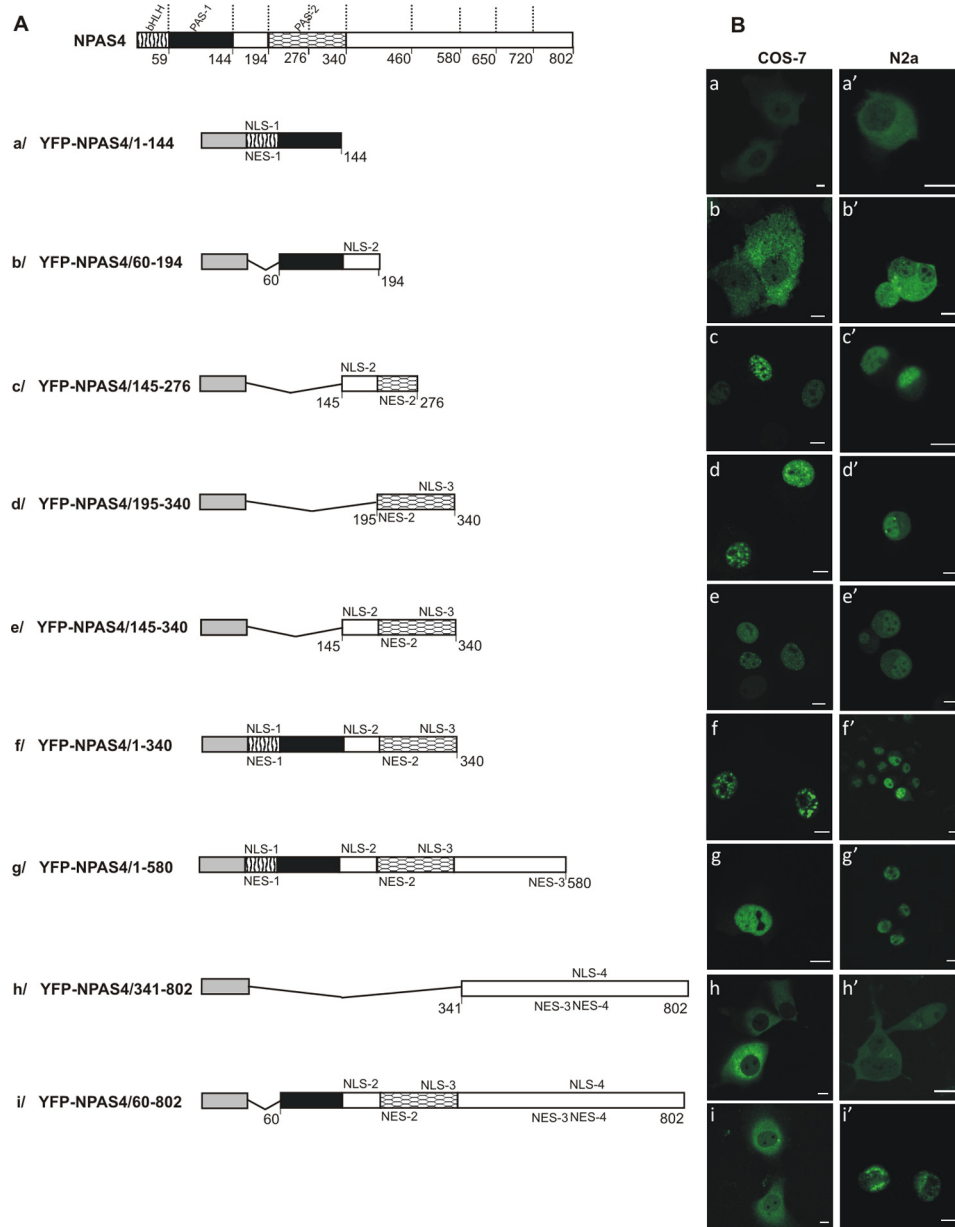 A
B
bHLH PAS-1 PAS-2
NPAS4
59 144 194 276 340 460 580 650 720 802
COS-7 N2a
a a'
NLS-1
a/ YFP-NPAS4/1-144
NES-1 144
b b'
NLS-2
b/ YFP-NPAS4/60-194
60 194
c c'
NLS-2
c/ YFP-NPAS4/145-276
145 NES-2 276
d d'
NLS-3
d/ YFP-NPAS4/195-340
195 NES-2 340
e e'
NLS-2 NLS-3
e/ YFP-NPAS4/145-340
145 NES-2 340
f f'
NLS-1 NLS-2 NLS-3
f/ YFP-NPAS4/1-340
NES-1 NES-2 340
g g'
NLS-1 NLS-2 NLS-3
g/ YFP-NPAS4/1-580
NES-1 NES-2 NES-3 580
h h'
NLS-4
h/ YFP-NPAS4/341-802
341 NES-3 NES-4 802
i i'
NLS-2 NLS-3 NLS-4
i/ YFP-NPAS4/60-802
60 NES-2 NES-3 NES-4 802